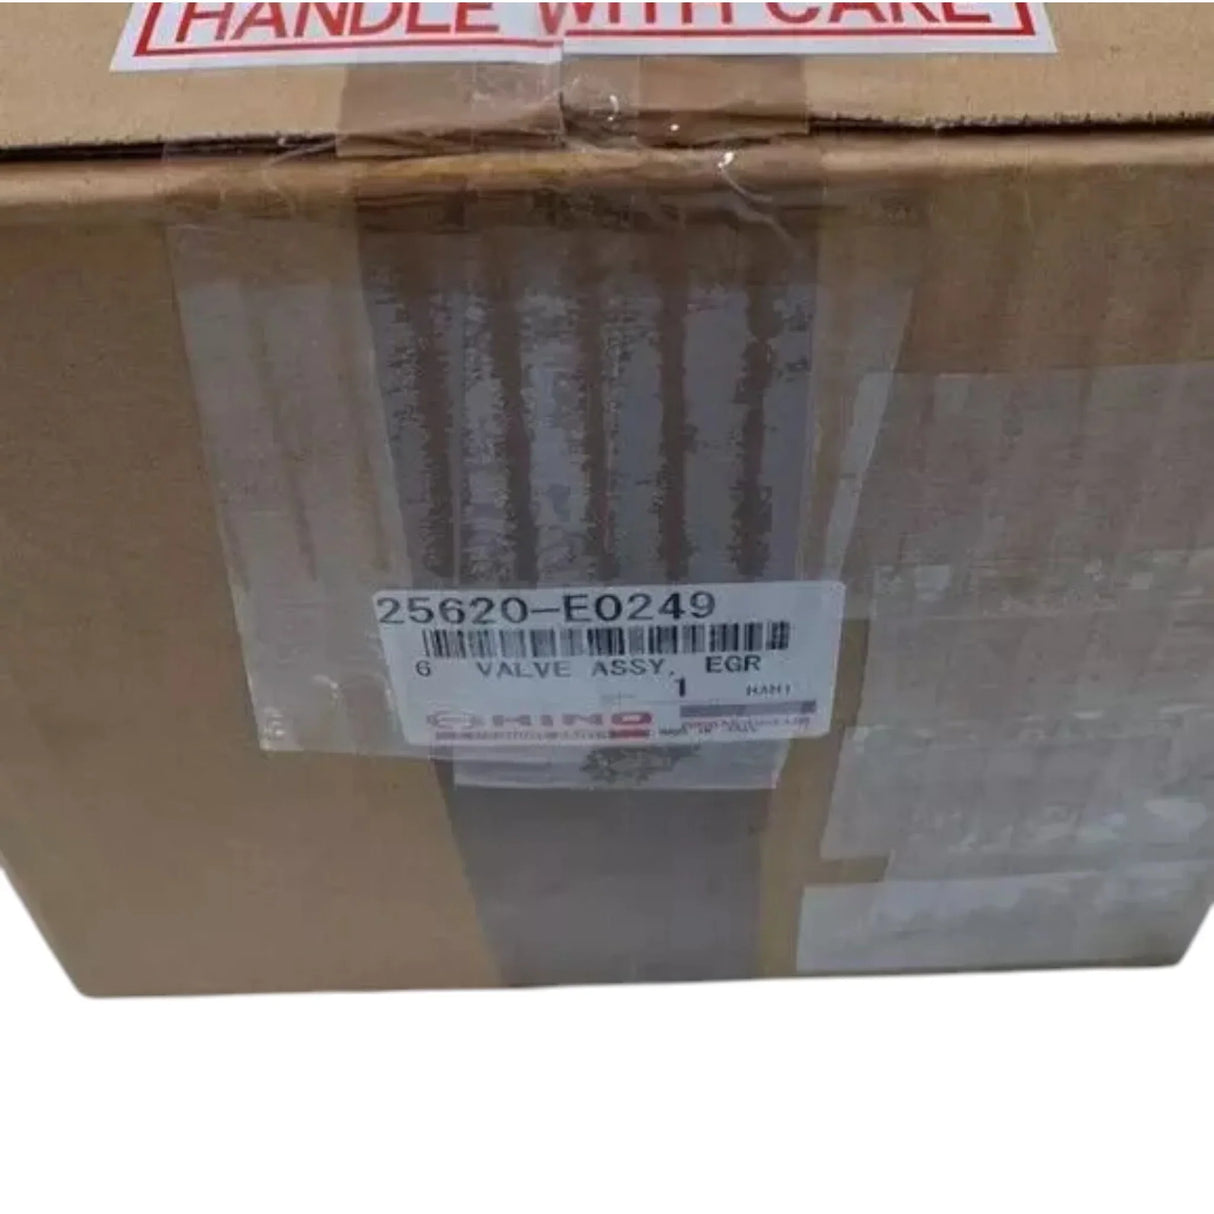 HANDLE WITH CARE
25620-E0249
6 VALVE ASSY, EGR
1
HINO